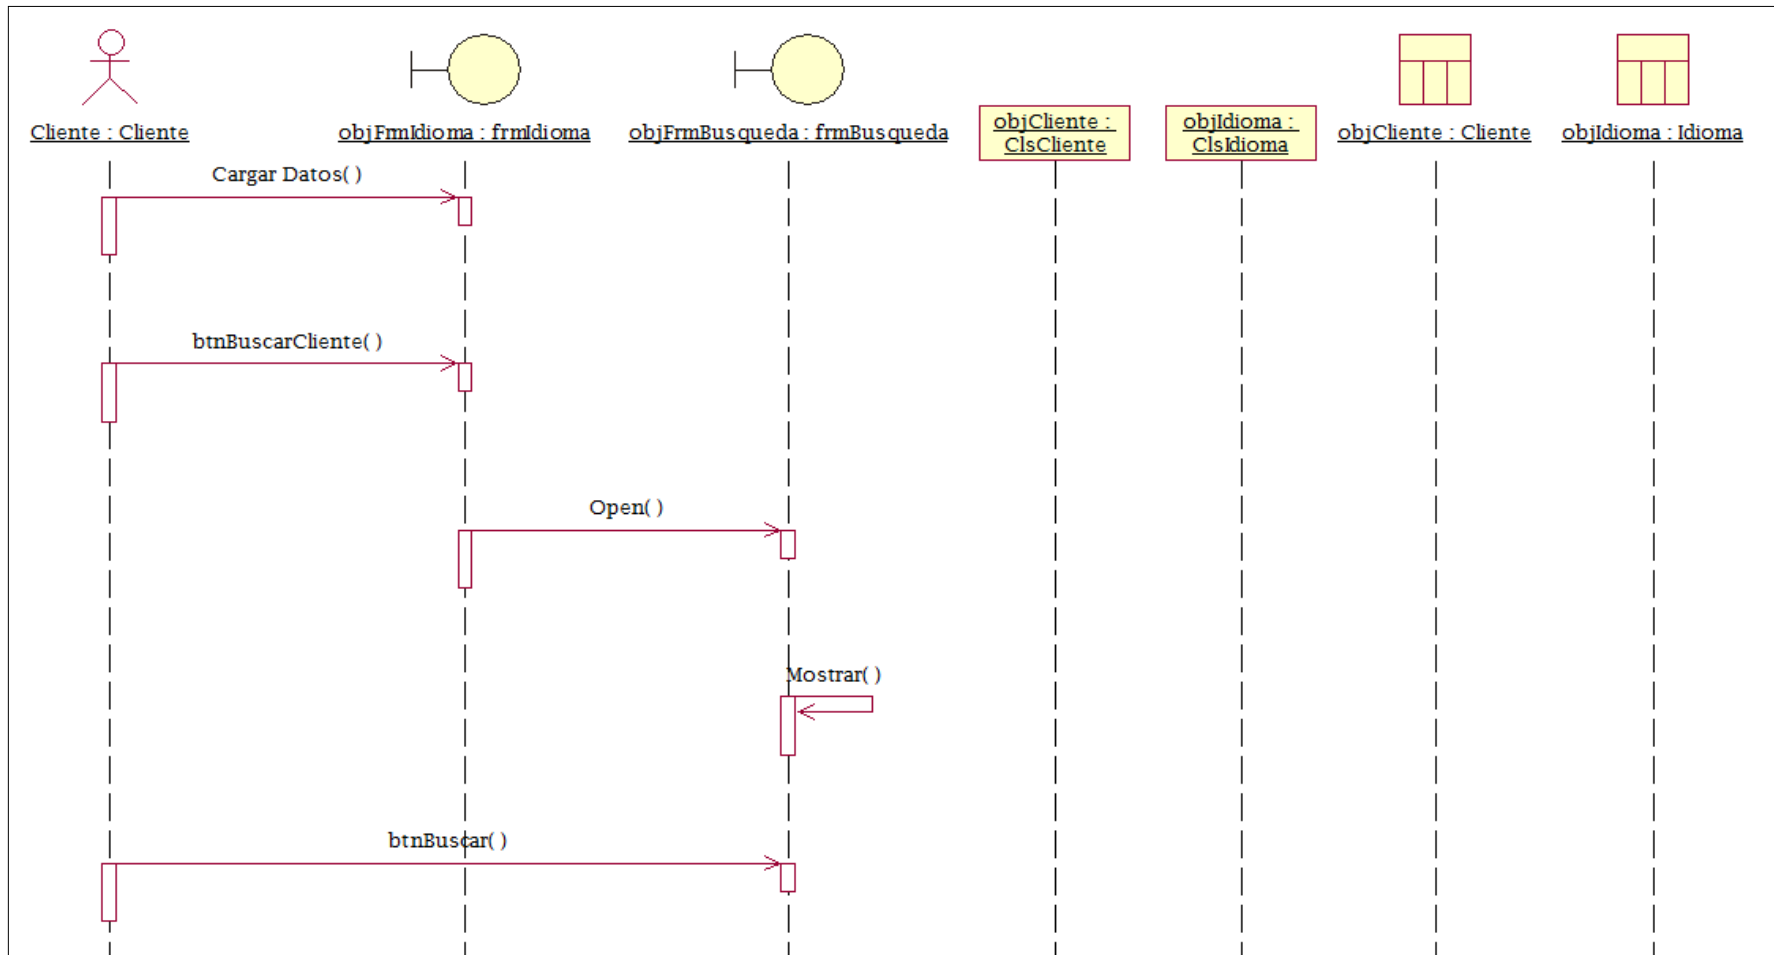 Cliente : Cliente
objFrmIdioma : frmIdioma
objFrmBusqueda : frmBusqueda
objCliente :
ClsCliente
objIdioma :
ClsIdioma
objCliente : Cliente
objIdioma : Idioma
Cargar Datos( )
btnBuscarCliente( )
Open( )
Mostrar( )
btnBuscar( )